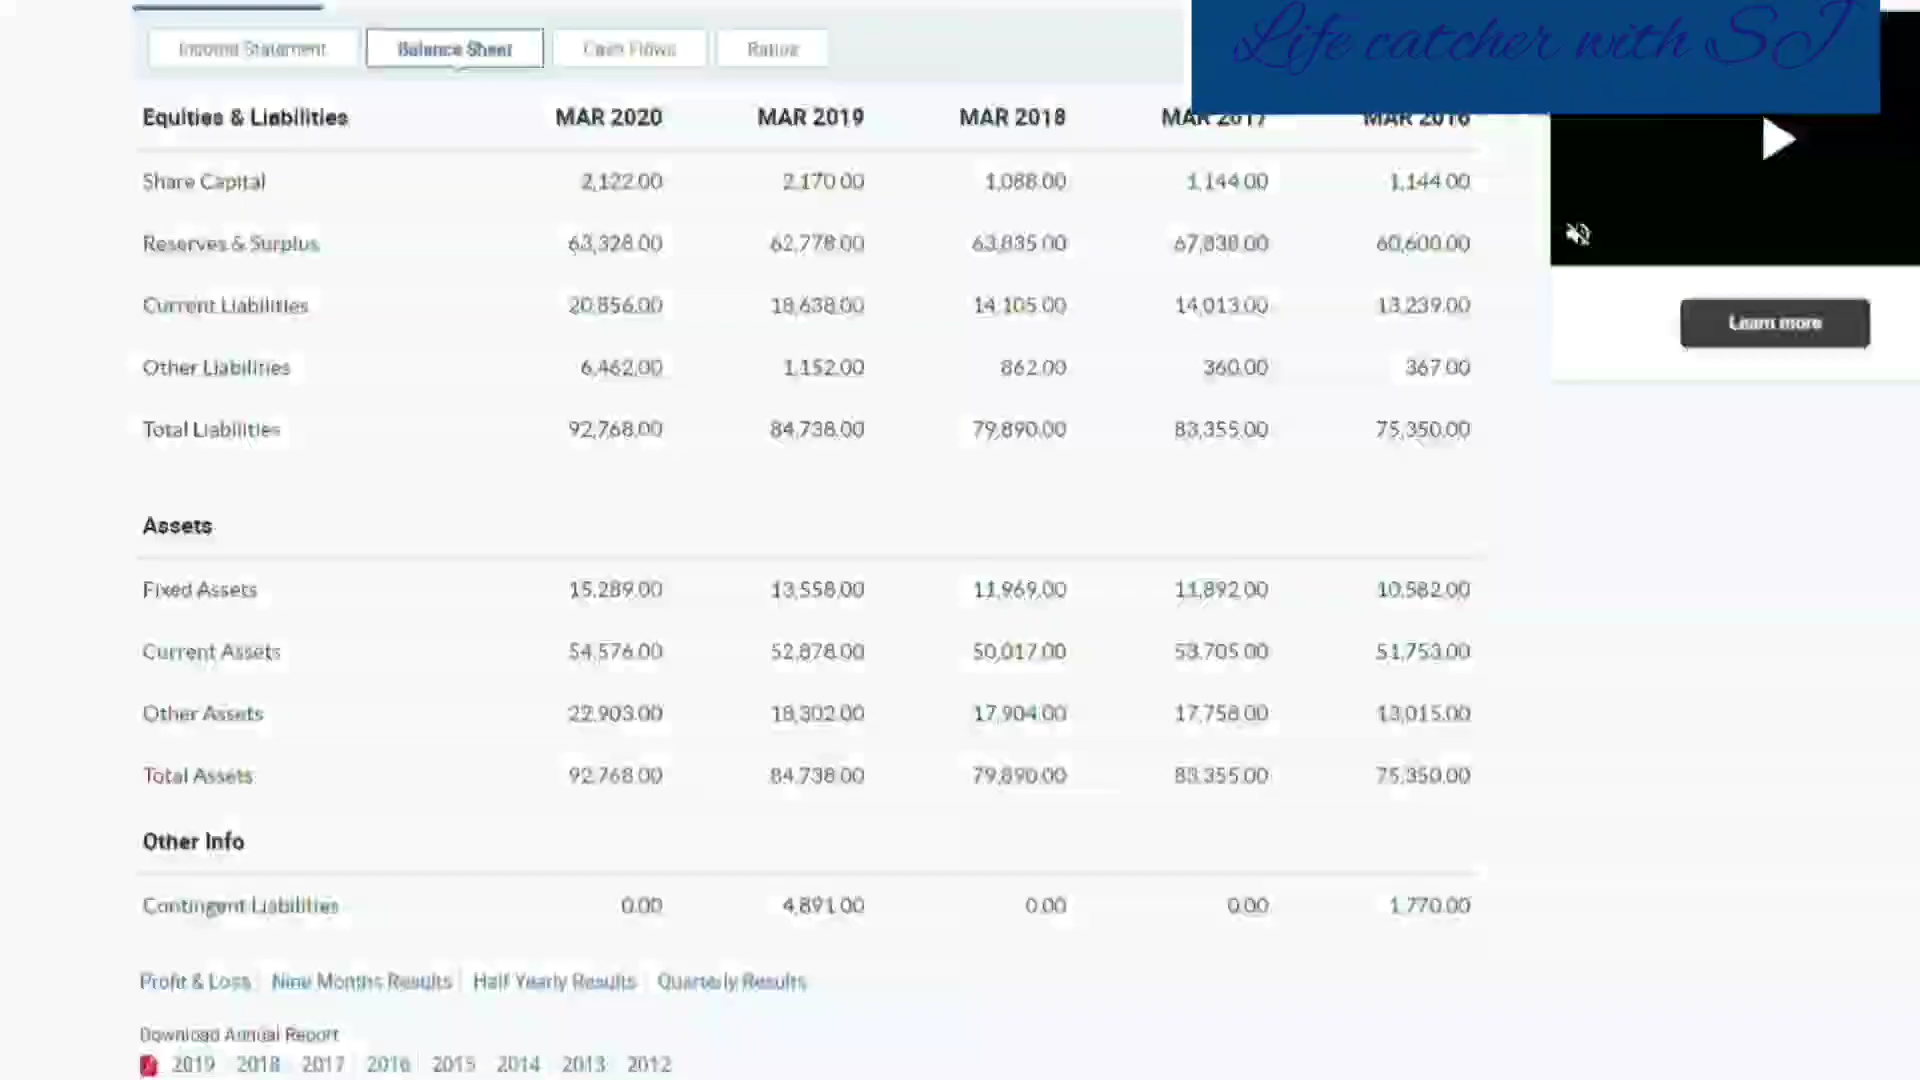 Life catcher with SJ
Income Statement Balance Sheet Cash Flows Ratios
Equities & Liabilities MAR 2020 MAR 2019 MAR 2018 MAR 2017 MAR 2016
Share Capital 2,122.00 2,170.00 1,088.00 1,144.00 1,144.00
Reserves & Surplus 63,328.00 62,778.00 63,835.00 67,838.00 60,600.00
Current Liabilities 20,856.00 18,638.00 14,105.00 14,013.00 13,239.00
Other Liabilities 6,462.00 1,152.00 862.00 360.00 367.00
Total Liabilities 92,768.00 84,738.00 79,890.00 83,355.00 75,350.00
Learn more
Assets
Fixed Assets 15,289.00 13,558.00 11,969.00 11,892.00 10,582.00
Current Assets 54,576.00 52,878.00 50,017.00 53,705.00 51,753.00
Other Assets 22,903.00 18,302.00 17,904.00 17,758.00 13,015.00
Total Assets 92,768.00 84,738.00 79,890.00 83,355.00 75,350.00
Other Info
Contingent Liabilities 0.00 4,891.00 0.00 0.00 1,770.00
Profit & Loss Nine Months Results Half Yearly Results Quarterly Results
Download Annual Report
2019 2018 2017 2016 2015 2014 2013 2012